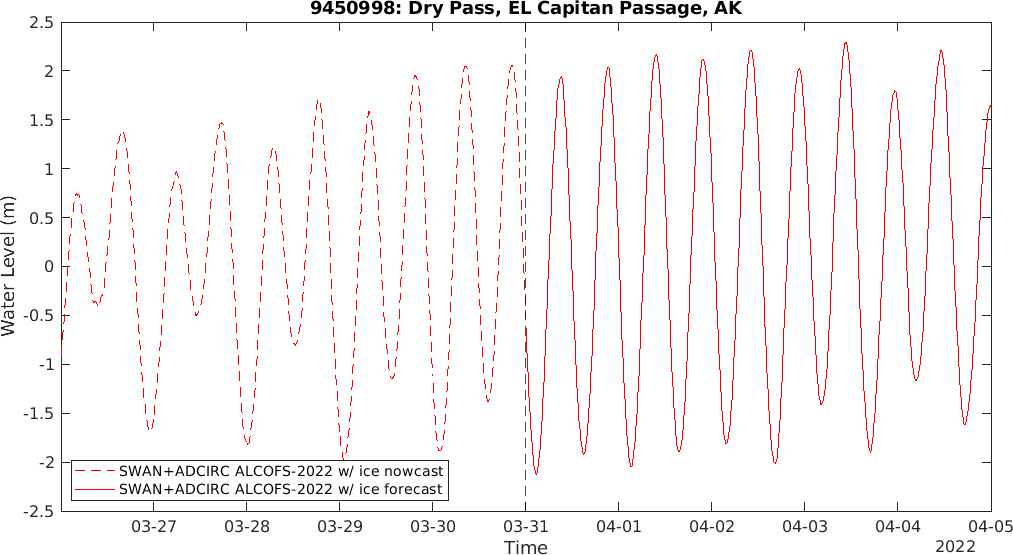 9450998: Dry Pass, EL Capitan Passage, AK
Water Level (m)
2.5
2
1.5
1
0.5
0
-0.5
-1
-1.5
-2
-2.5
SWAN+ADCIRC ALCOFS-2022 w/ ice nowcast
SWAN+ADCIRC ALCOFS-2022 w/ ice forecast
03-27 03-28 03-29 03-30 03-31 04-01 04-02 04-03 04-04 04-05
Time
2022